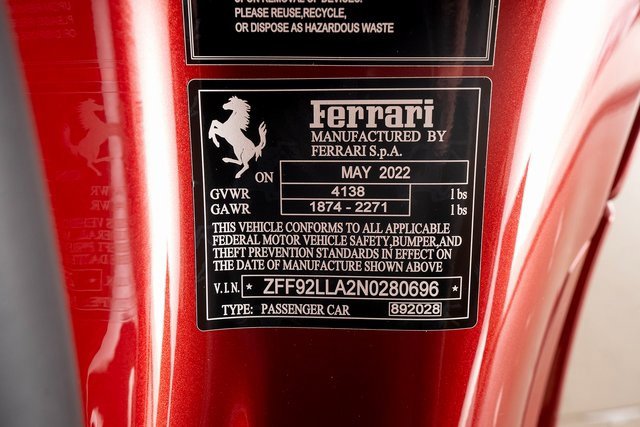 PLEASE REUSE,RECYCLE,
OR DISPOSE AS HAZARDOUS WASTE
Ferrari
MANUFACTURED BY
FERRARI S.p.A.
ON MAY 2022
GVWR 4138 lbs
GAWR 1874 - 2271 lbs
THIS VEHICLE CONFORMS TO ALL APPLICABLE
FEDERAL MOTOR VEHICLE SAFETY,BUMPER,AND
THEFT PREVENTION STANDARDS IN EFFECT ON
THE DATE OF MANUFACTURE SHOWN ABOVE
V.I.N. * ZFF92LLA2N0280696 *
TYPE: PASSENGER CAR 892028